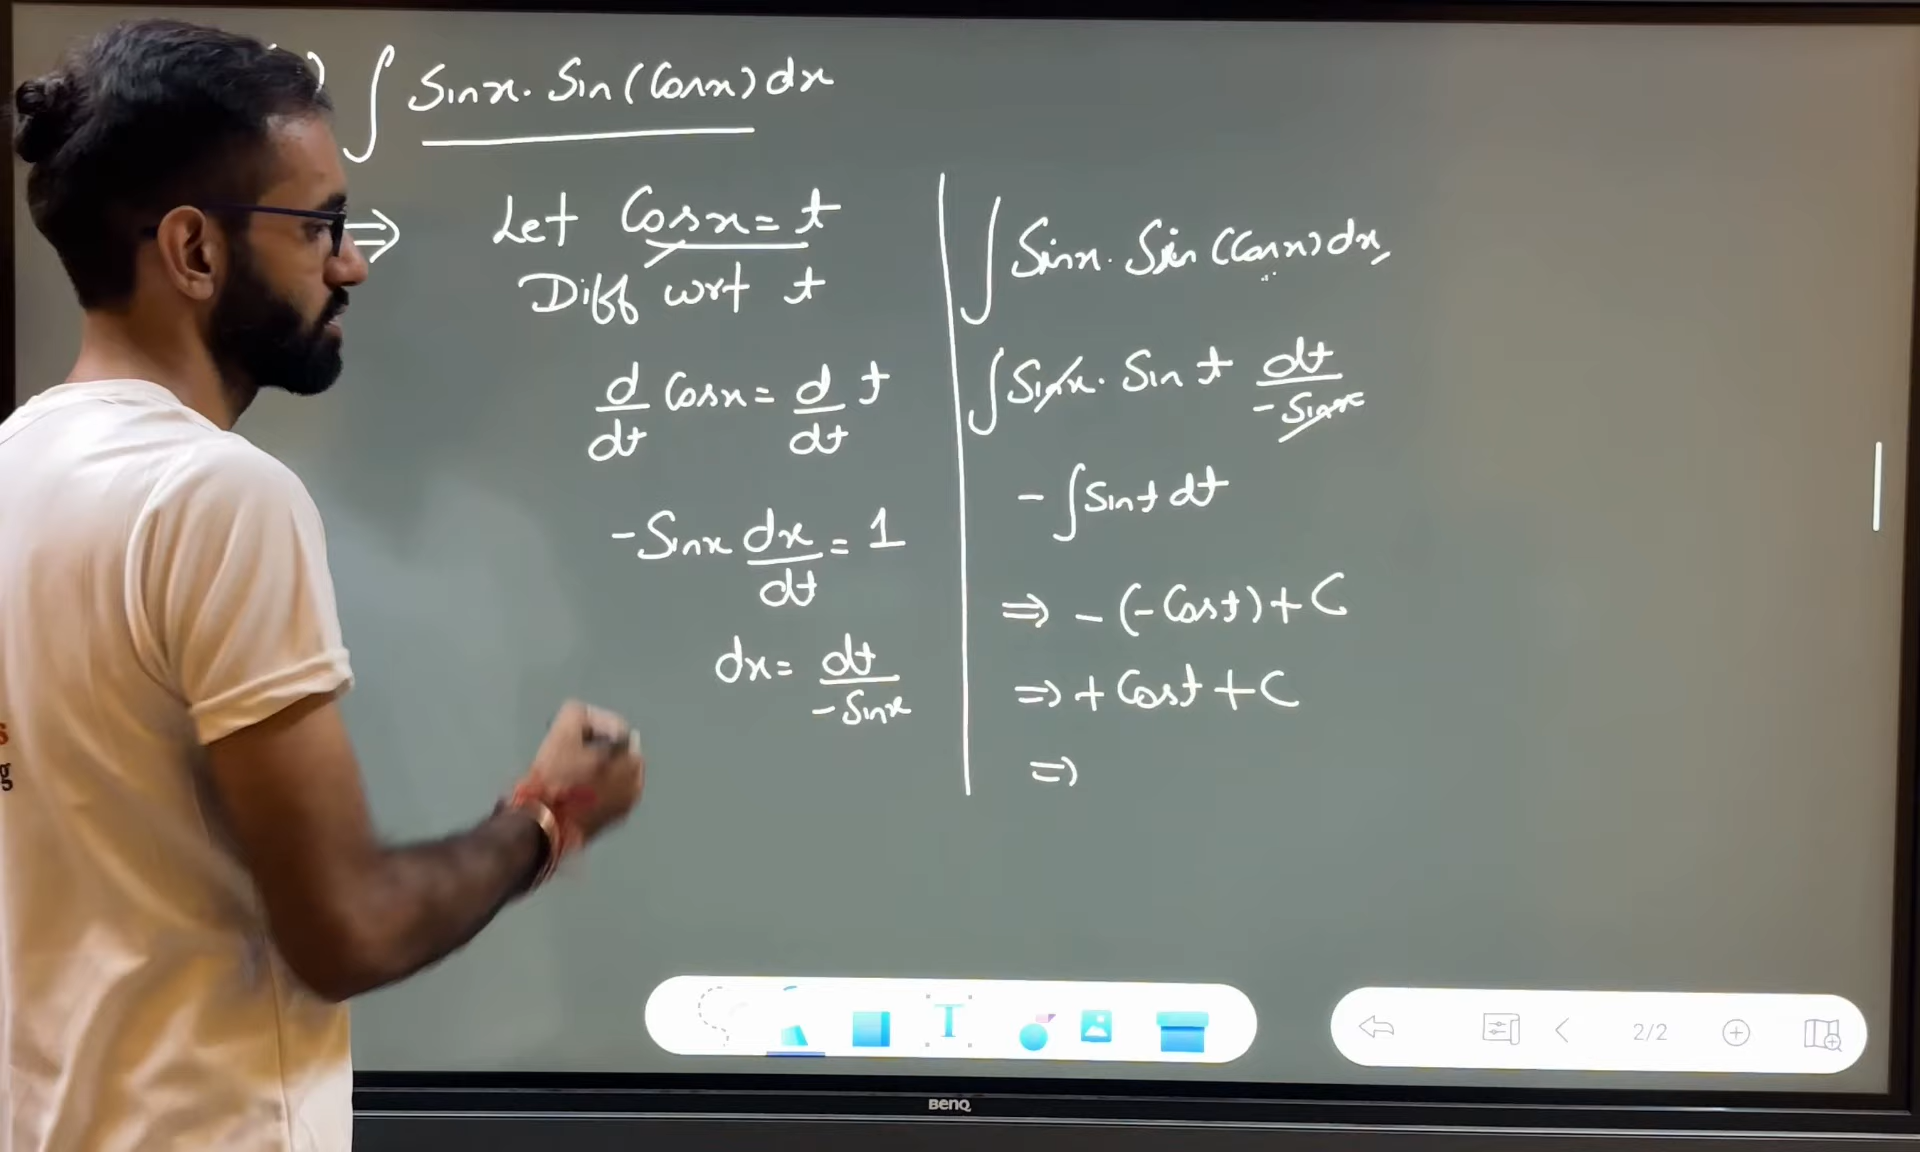 ) ∫ Sinx. Sin(Cosx)dx
⇒ Let Cosx = t
Diff wrt t
d/dt Cosx = d/dt t
-Sinx dx/dt = 1
dx = dt/-Sinx
∫ Sinx. Sin(Cosx)dx
∫ Sinx. Sin t dt/-Sinx
- ∫Sint dt
⇒ -(-Cost)+C
⇒ + Cost + C
⇒
s
g
T
2/2
BenQ